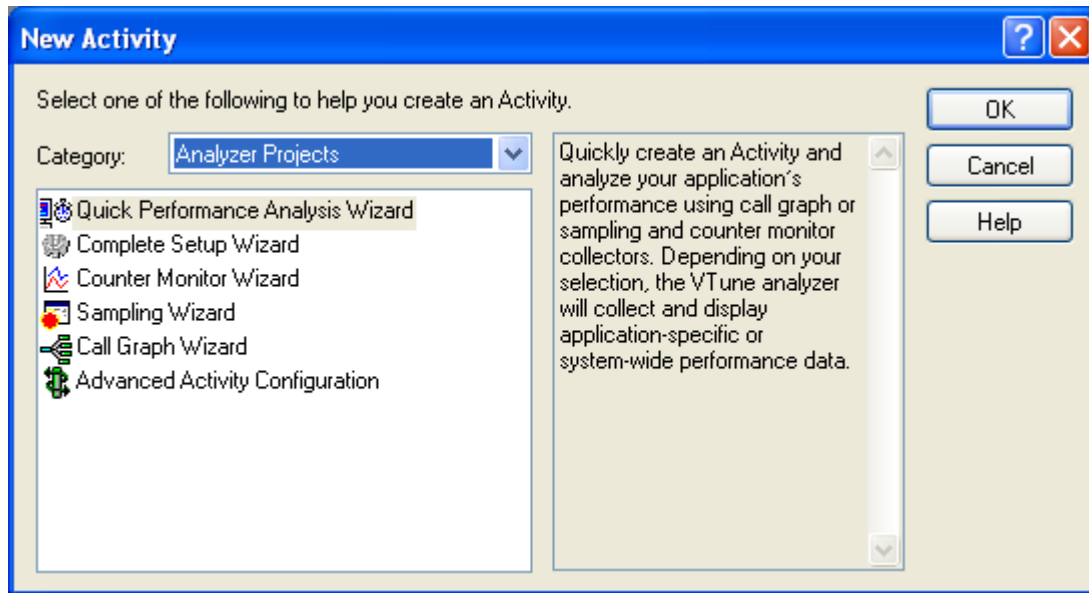 New Activity
Select one of the following to help you create an Activity.
Category:
Analyzer Projects
Quick Performance Analysis Wizard
Complete Setup Wizard
Counter Monitor Wizard
Sampling Wizard
Call Graph Wizard
Advanced Activity Configuration
Quickly create an Activity and
analyze your application's
performance using call graph or
sampling and counter monitor
collectors. Depending on your
selection, the VTune analyzer
will collect and display
application-specific or
system-wide performance data.
OK
Cancel
Help